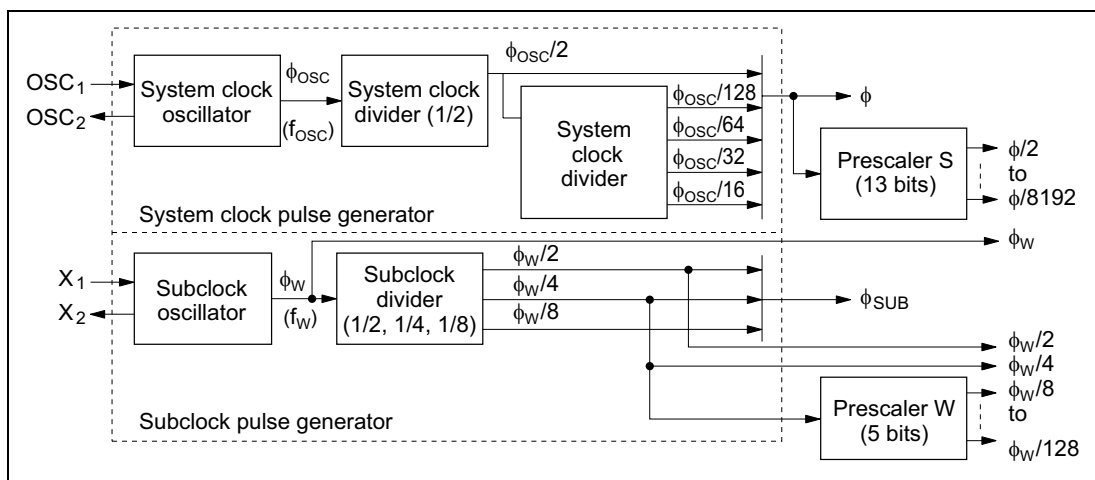 OSC1
OSC2
System clock
oscillator
ϕOSC
(fOSC)
System clock
divider (1/2)
ϕOSC/2
System
clock
divider
ϕOSC/128
ϕOSC/64
ϕOSC/32
ϕOSC/16
ϕ
Prescaler S
(13 bits)
ϕ/2
to
ϕ/8192
System clock pulse generator
X1
X2
Subclock
oscillator
ϕW
(fW)
Subclock
divider
(1/2, 1/4, 1/8)
ϕW/2
ϕW/4
ϕW/8
ϕW
ϕSUB
ϕW/2
ϕW/4
Prescaler W
(5 bits)
ϕW/8
to
ϕW/128
Subclock pulse generator